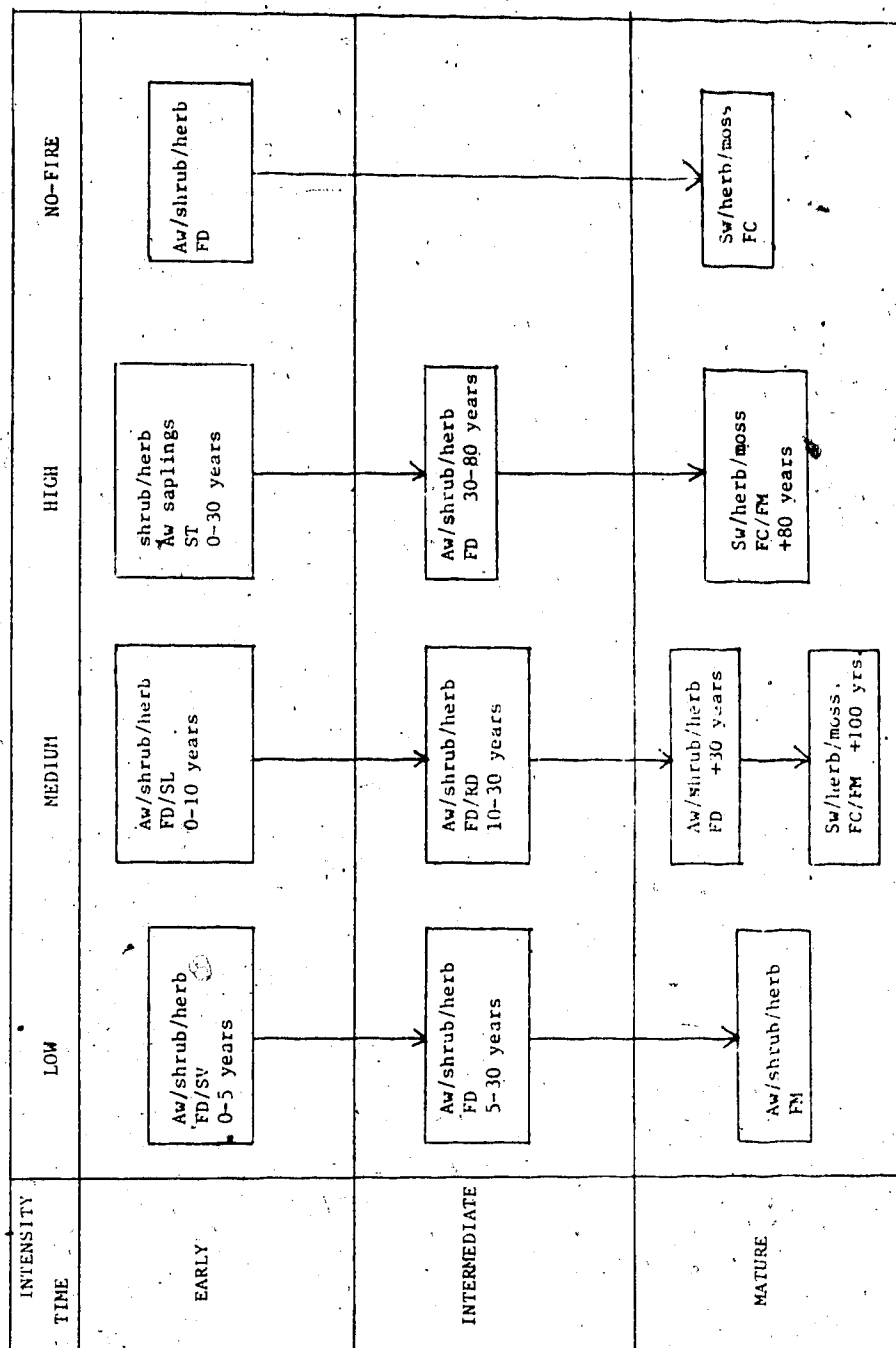 INTENSITY
TIME
LOW
MEDIUM
HIGH
NO-FIRE
EARLY
Aw/shrub/herb
FD/SV
0-5 years
Aw/shrub/herb
FD/SL
0-10 years
shrub/herb
Aw saplings
ST
0-30 years
Aw/shrub/herb
FD
INTERMEDIATE
Aw/shrub/herb
FD
5-30 years
Aw/shrub/herb
FD/RD
10-30 years
Aw/shrub/herb
FD 30-80 years
MATURE
Aw/shrub/herb
FM
Aw/shrub/herb
FD +30 years
Sw/herb/moss.
FC/FM +100 yrs.
Sw/herb/moss
FC/FM
+80 years
Sw/herb/moss
FC